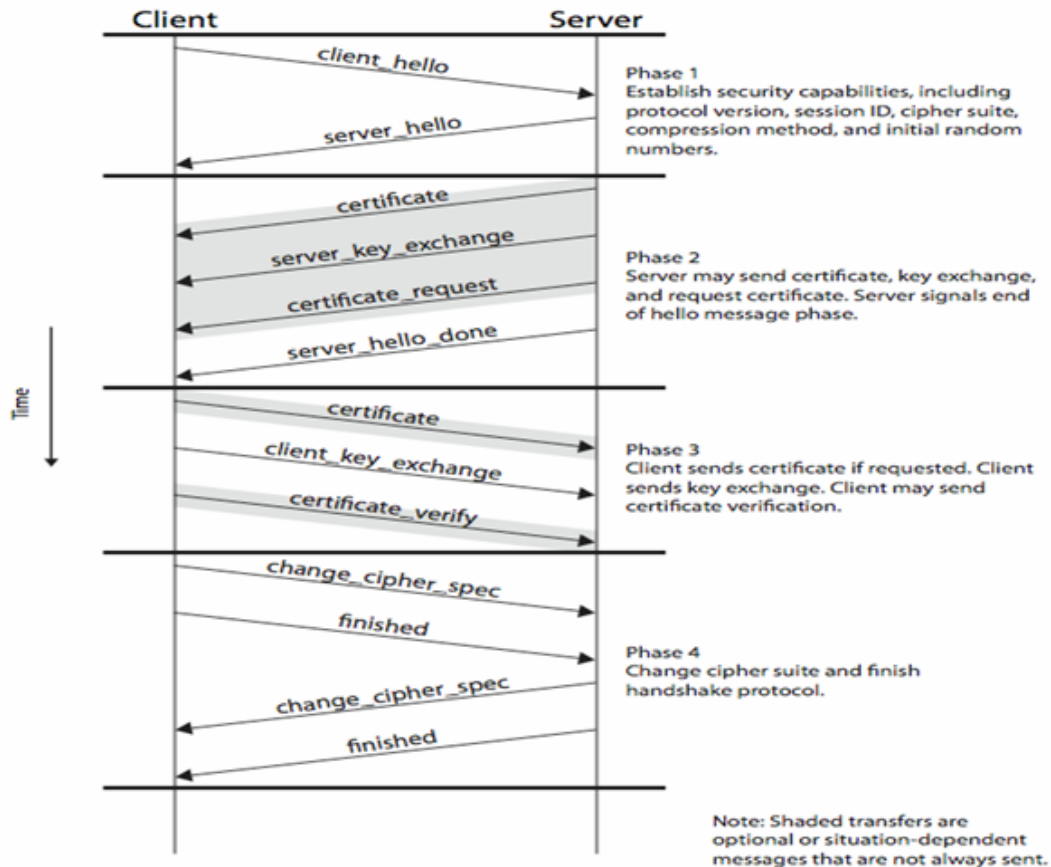 Client
Server
client_hello
server_hello
Phase 1
Establish security capabilities, including
protocol version, session ID, cipher suite,
compression method, and initial random
numbers.
certificate
server_key_exchange
certificate_request
server_hello_done
Phase 2
Server may send certificate, key exchange,
and request certificate. Server signals end
of hello message phase.
Time
certificate
client_key_exchange
certificate_verify
Phase 3
Client sends certificate if requested. Client
sends key exchange. Client may send
certificate verification.
change_cipher_spec
finished
change_cipher_spec
finished
Phase 4
Change cipher suite and finish
handshake protocol.
Note: Shaded transfers are
optional or situation-dependent
messages that are not always sent.